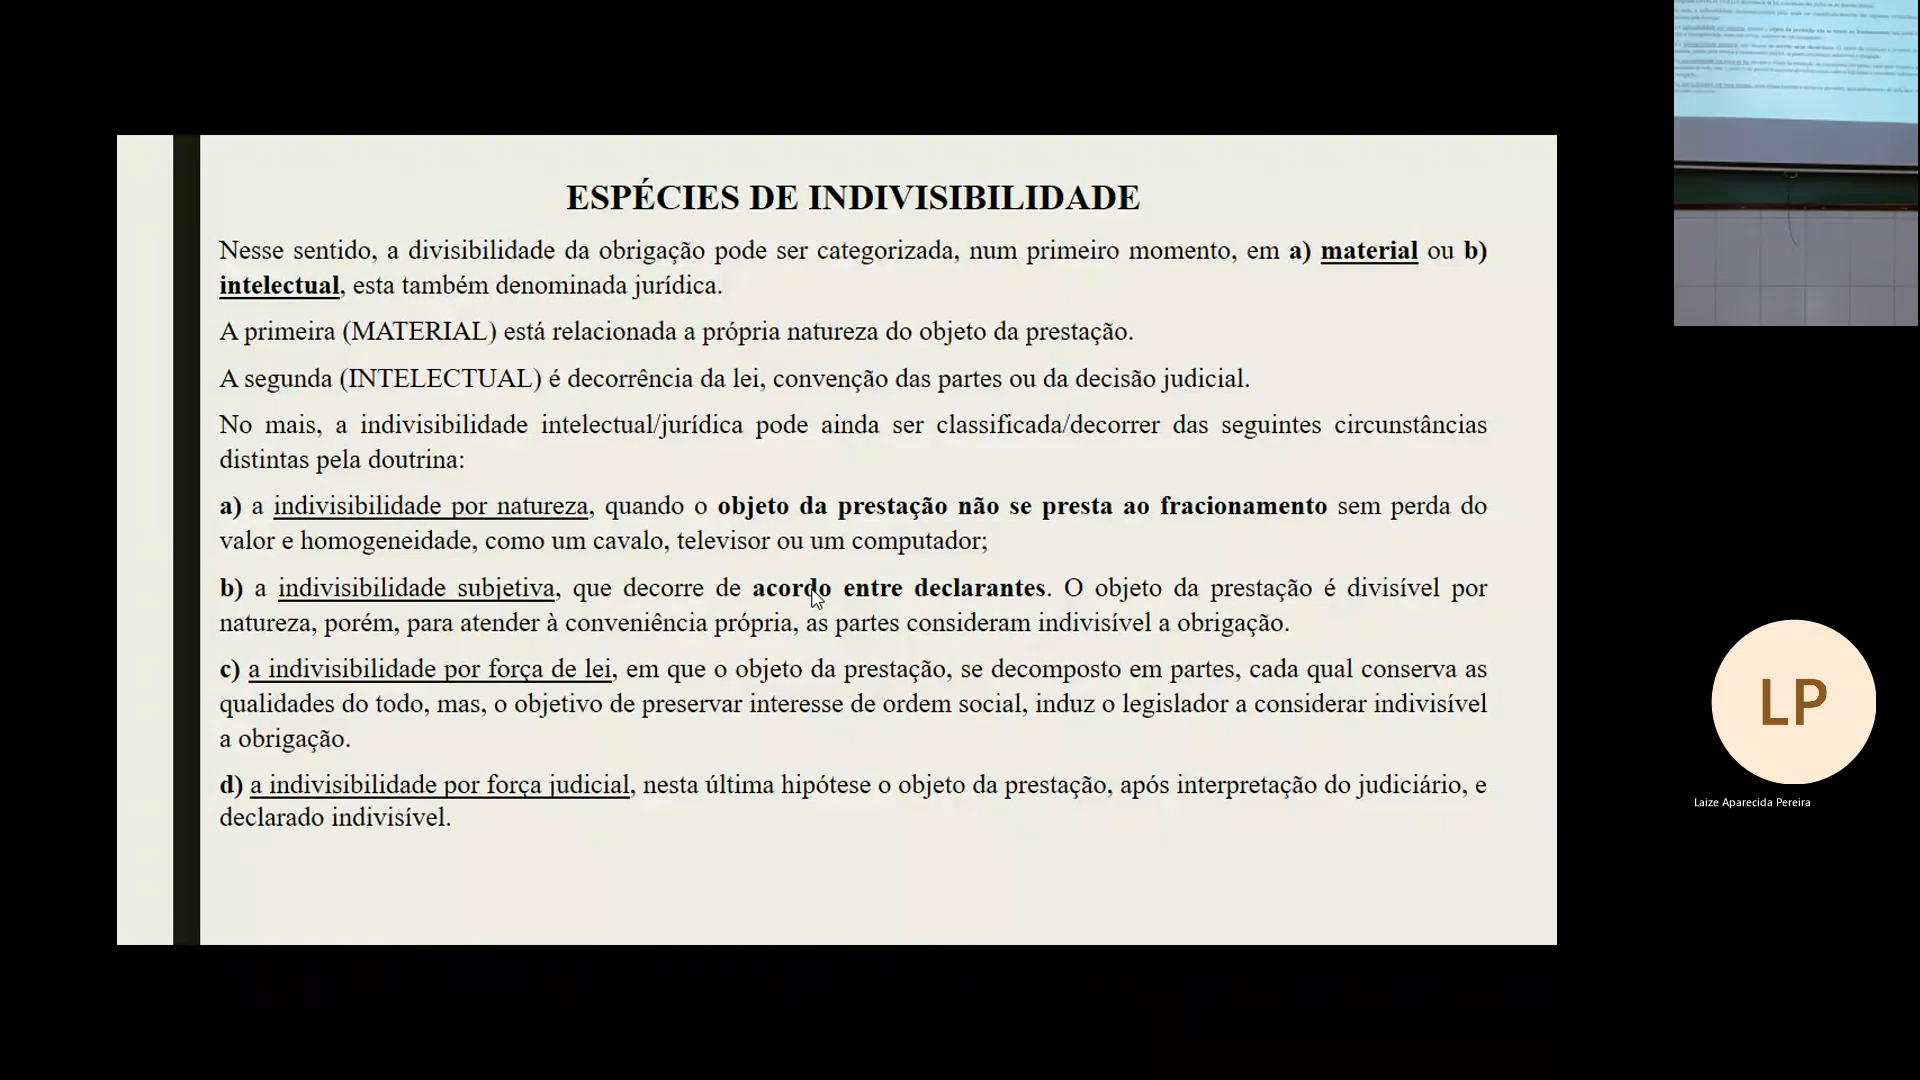 ESPÉCIES DE INDIVISIBILIDADE
Nesse sentido, a divisibilidade da obrigação pode ser categorizada, num primeiro momento, em a) material ou b)
intelectual, esta também denominada jurídica.
A primeira (MATERIAL) está relacionada a própria natureza do objeto da prestação.
A segunda (INTELECTUAL) é decorrência da lei, convenção das partes ou da decisão judicial.
No mais, a indivisibilidade intelectual/jurídica pode ainda ser classificada/decorrer das seguintes circunstâncias
distintas pela doutrina:
a) a indivisibilidade por natureza, quando o objeto da prestação não se presta ao fracionamento sem perda do
valor e homogeneidade, como um cavalo, televisor ou um computador;
b) a indivisibilidade subjetiva, que decorre de acordo entre declarantes. O objeto da prestação é divisível por
natureza, porém, para atender à conveniência própria, as partes consideram indivisível a obrigação.
c) a indivisibilidade por força de lei, em que o objeto da prestação, se decomposto em partes, cada qual conserva as
qualidades do todo, mas, o objetivo de preservar interesse de ordem social, induz o legislador a considerar indivisível
a obrigação.
d) a indivisibilidade por força judicial, nesta última hipótese o objeto da prestação, após interpretação do judiciário, e
declarado indivisível.
LP
Laize Aparecida Pereira